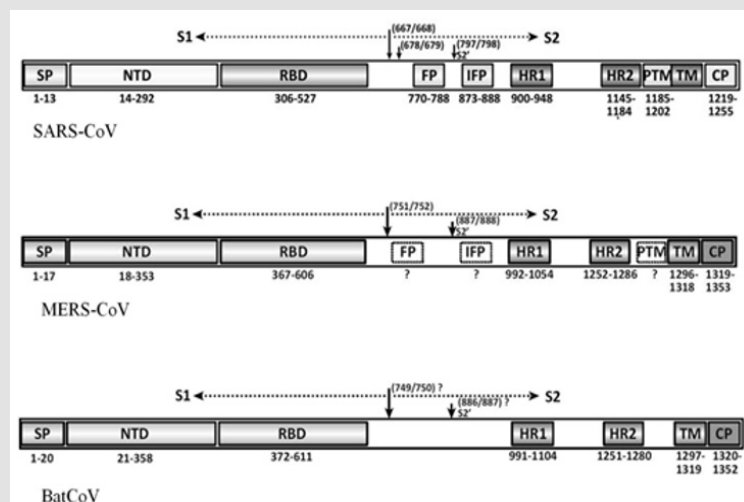 (667/668)
S1 S2
(678/679) (797/798)
S2'
SP NTD RBD FP IFP HR1 HR2 PTM TM CP
1-13 14-292 306-527 770-788 873-888 900-948 1145-1184 1185-1202 1219-1255
SARS-CoV
(751/752)
S1 S2
(887/888)
S2'
SP NTD RBD FP IFP HR1 HR2 PTM TM CP
1-17 18-353 367-606 ? ? 992-1054 1252-1286 ? 1296-1318 1319-1353
MERS-CoV
(749/750) ?
S1 S2
(886/887) ?
S2'
SP NTD RBD HR1 HR2 TM CP
1-20 21-358 372-611 991-1104 1251-1280 1297-1319 1320-1352
BatCoV